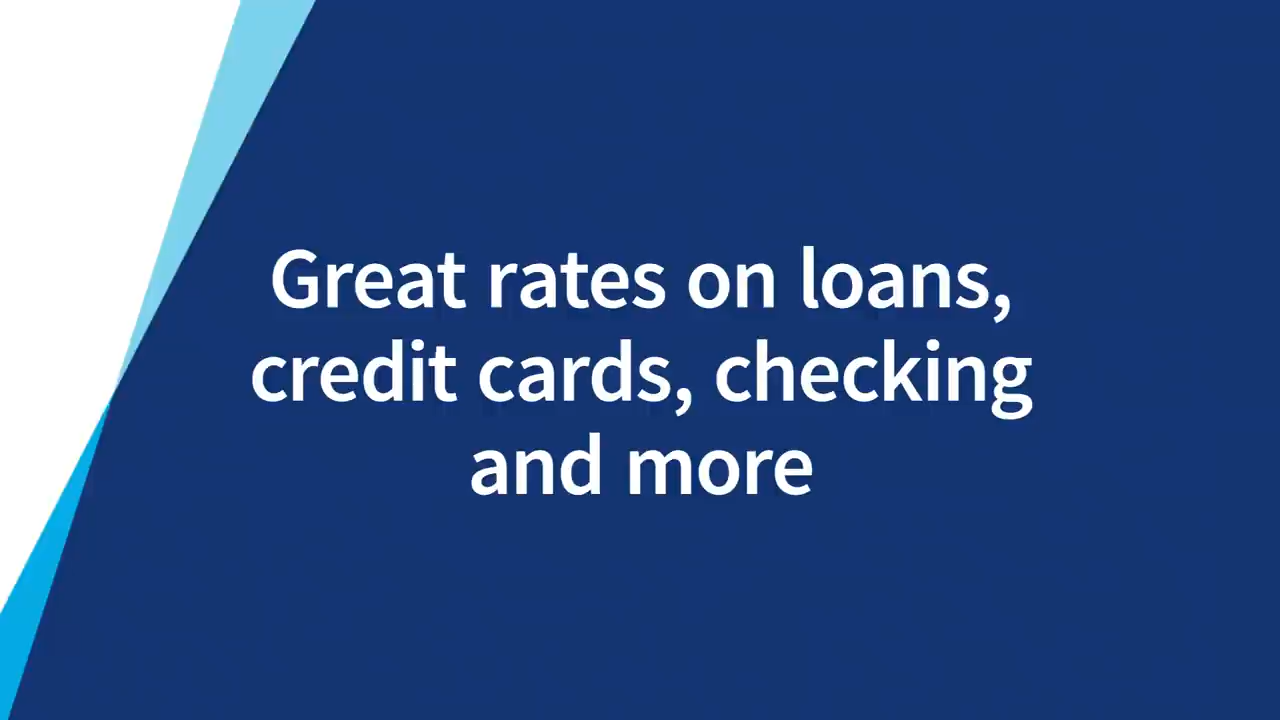 Great rates on loans,
credit cards, checking
and more